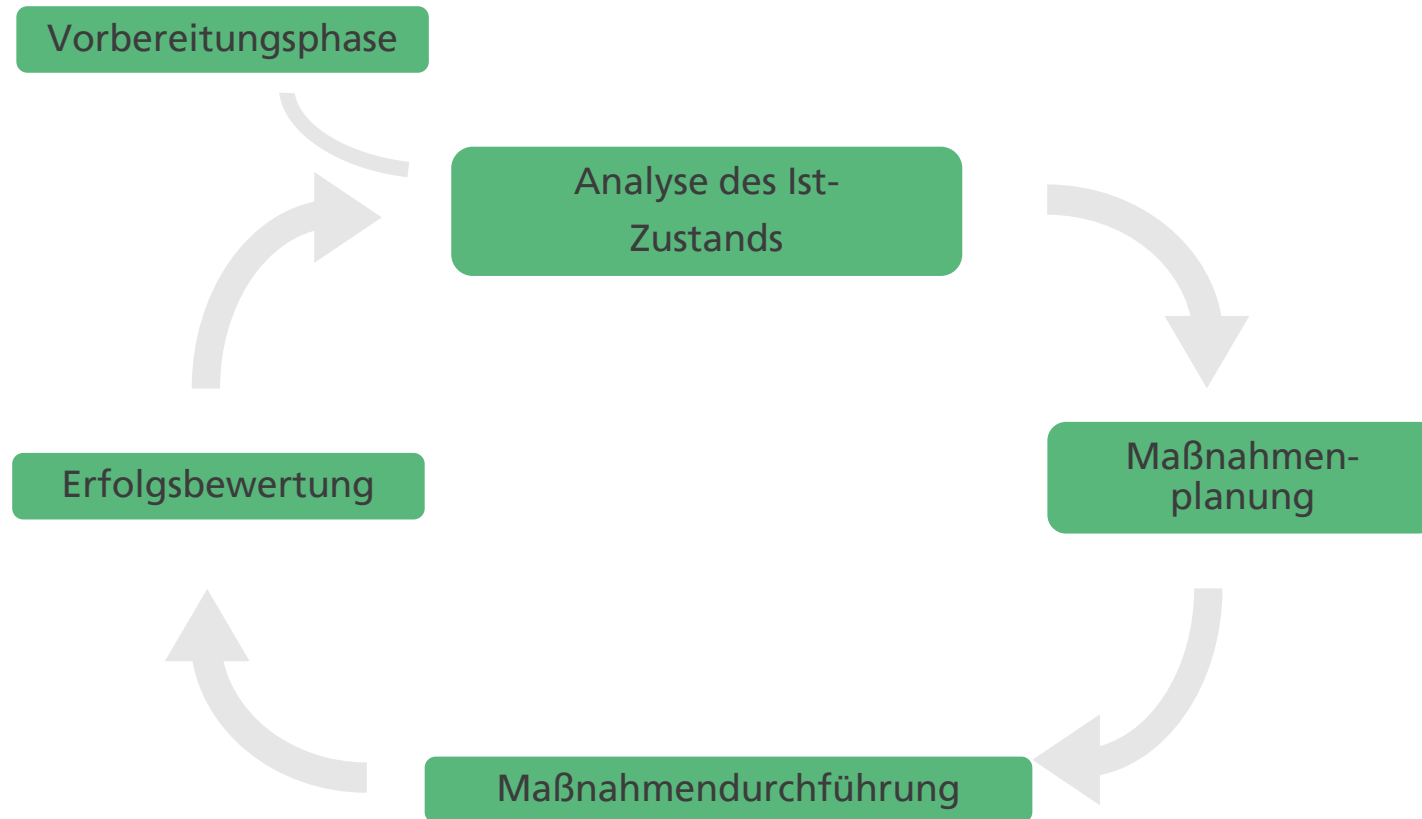 Vorbereitungsphase
Analyse des Ist-
Zustands
Maßnahmen-
planung
Erfolgsbewertung
Maßnahmendurchführung